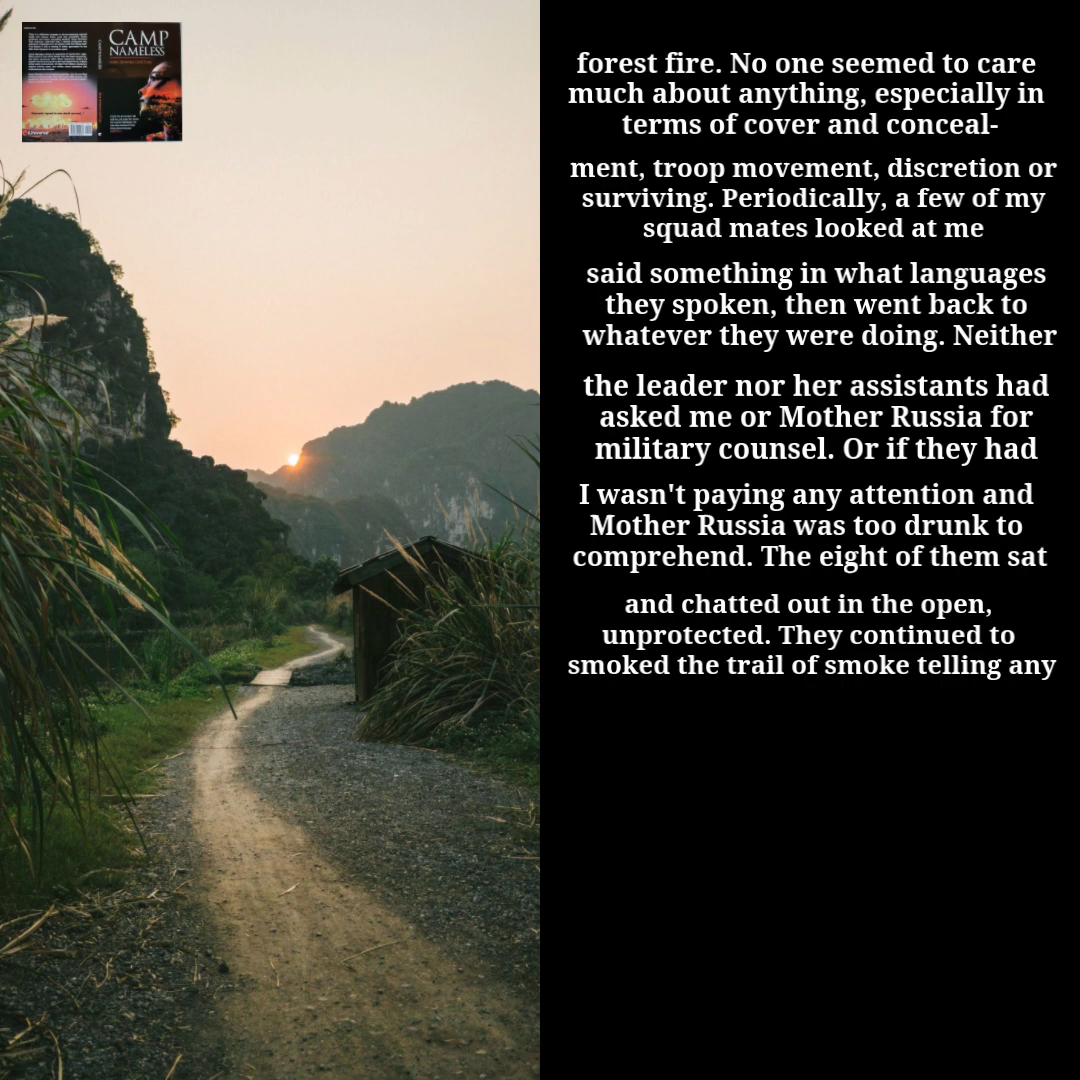 CAMP
NAMELESS
forest fire. No one seemed to care
much about anything, especially in
terms of cover and conceal-
ment, troop movement, discretion or
surviving. Periodically, a few of my
squad mates looked at me
said something in what languages
they spoken, then went back to
whatever they were doing. Neither
the leader nor her assistants had
asked me or Mother Russia for
military counsel. Or if they had
I wasn't paying any attention and
Mother Russia was too drunk to
comprehend. The eight of them sat
and chatted out in the open,
unprotected. They continued to
smoked the trail of smoke telling any